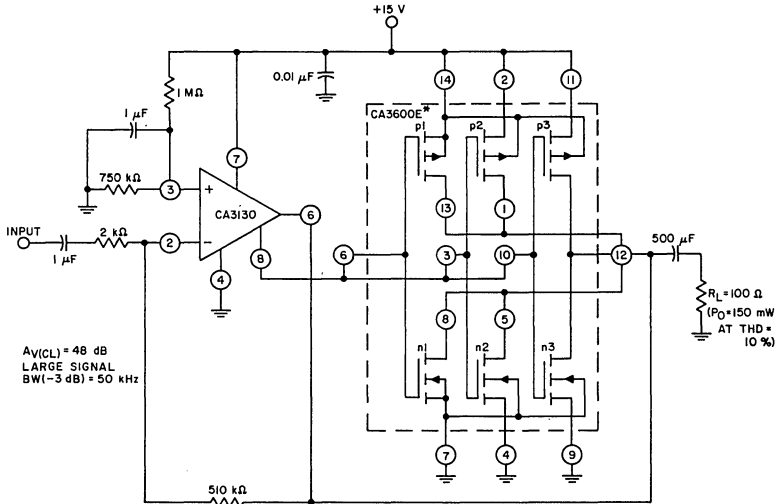 +15 V
14
2
11
0.01 µF
1 MΩ
CA3600E*
1 µF
p1
p2
p3
7
750 kΩ
3
+
CA3130
6
13
1
INPUT
1 µF
2 kΩ
2
−
4
8
6
3
10
12
500 µF
RL=100 Ω
(PO=150 mW
AT THD=
10 %)
8
5
AV(CL) = 48 dB
LARGE SIGNAL
BW(-3 dB) = 50 kHz
n1
n2
n3
7
4
9
510 kΩ